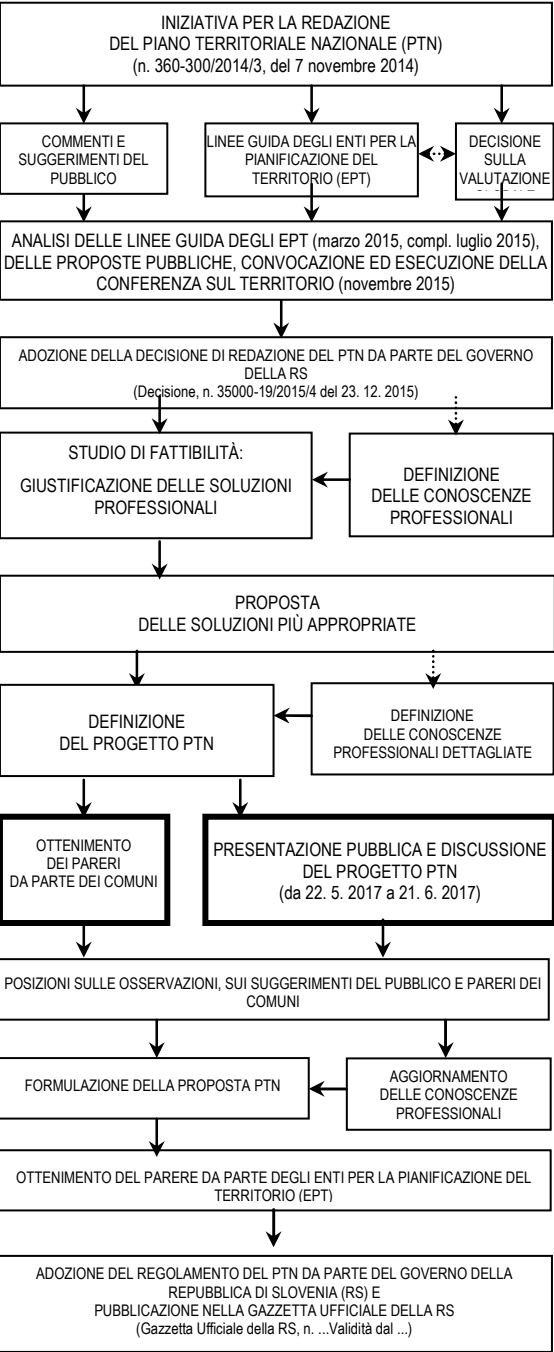 INIZIATIVA PER LA REDAZIONE
DEL PIANO TERRITORIALE NAZIONALE (PTN)
(n. 360-300/2014/3, del 7 novembre 2014)
COMMENTI E
SUGGERIMENTI DEL
PUBBLICO
LINEE GUIDA DEGLI ENTI PER LA
PIANIFICAZIONE DEL
TERRITORIO (EPT)
DECISIONE
SULLA
VALUTAZIONE
ANALISI DELLE LINEE GUIDA DEGLI EPT (marzo 2015, compl. luglio 2015),
DELLE PROPOSTE PUBBLICHE, CONVOCAZIONE ED ESECUZIONE DELLA
CONFERENZA SUL TERRITORIO (novembre 2015)
ADOZIONE DELLA DECISIONE DI REDAZIONE DEL PTN DA PARTE DEL GOVERNO
DELLA RS
(Decisione, n. 35000-19/2015/4 del 23. 12. 2015)
STUDIO DI FATTIBILITÀ:
GIUSTIFICAZIONE DELLE SOLUZIONI
PROFESSIONALI
DEFINIZIONE
DELLE CONOSCENZE
PROFESSIONALI
PROPOSTA
DELLE SOLUZIONI PIÙ APPROPRIATE
DEFINIZIONE
DEL PROGETTO PTN
DEFINIZIONE
DELLE CONOSCENZE
PROFESSIONALI DETTAGLIATE
OTTENIMENTO
DEI PARERI
DA PARTE DEI COMUNI
PRESENTAZIONE PUBBLICA E DISCUSSIONE
DEL PROGETTO PTN
(da 22. 5. 2017 a 21. 6. 2017)
POSIZIONI SULLE OSSERVAZIONI, SUI SUGGERIMENTI DEL PUBBLICO E PARERI DEI
COMUNI
FORMULAZIONE DELLA PROPOSTA PTN
AGGIORNAMENTO
DELLE CONOSCENZE
PROFESSIONALI
OTTENIMENTO DEL PARERE DA PARTE DEGLI ENTI PER LA PIANIFICAZIONE DEL
TERRITORIO (EPT)
ADOZIONE DEL REGOLAMENTO DEL PTN DA PARTE DEL GOVERNO DELLA
REPUBBLICA DI SLOVENIA (RS) E
PUBBLICAZIONE NELLA GAZZETTA UFFICIALE DELLA RS
(Gazzetta Ufficiale della RS, n. ...Validità dal ...)